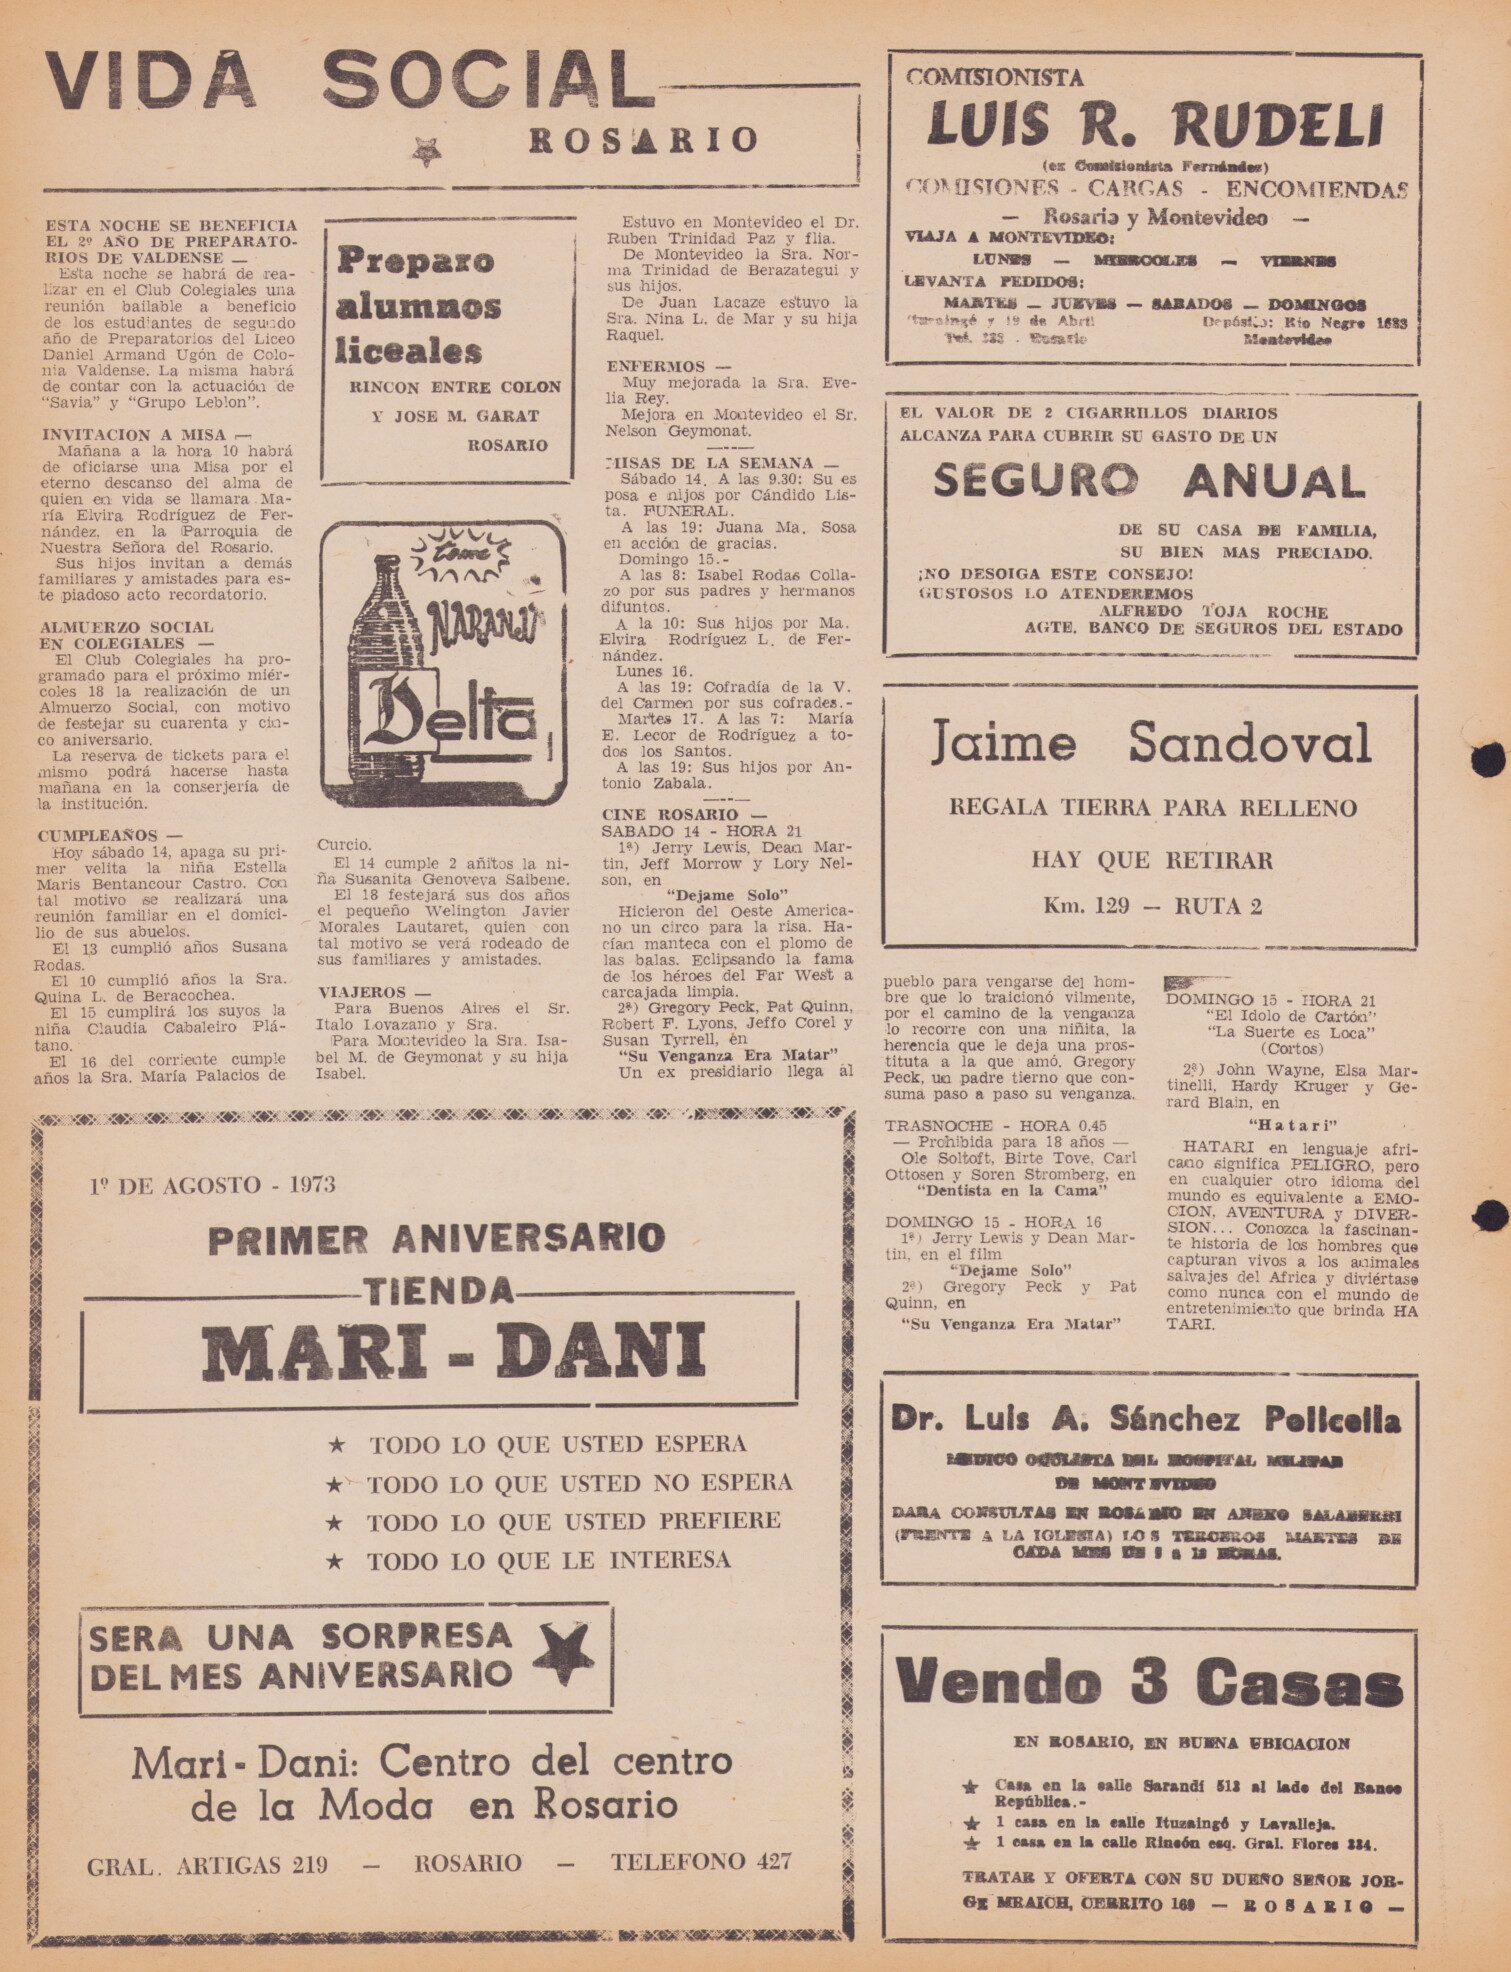 VIDA SOCIAL
ROSARIO
ESTA NOCHE SE BENEFICIA
EL 2º AÑO DE PREPARATO-
RIOS DE VALDENSE —
Esta noche se habrá de rea-
lizar en el Club Colegiales una
reunión bailable a beneficio
de los estudiantes de segundo
año de Preparatorios del Liceo
Daniel Armand Ugón de Colo-
nia Valdense. La misma habrá
de contar con la actuación de
“Savia” y “Grupo Leblon”.
INVITACION A MISA —
Mañana a la hora 10 habrá
de oficiarse una Misa por el
eterno descanso del alma de
quien en vida se llamara Ma-
ría Elvira Rodríguez de Fer-
nández, en la Parroquia de
Nuestra Señora del Rosario.
Sus hijos invitan a demás
familiares y amistades para es-
te piadoso acto recordatorio.
ALMUERZO SOCIAL
EN COLEGIALES —
El Club Colegiales ha pro-
gramado para el próximo miér-
coles 18 la realización de un
Almuerzo Social, con motivo
de festejar su cuarenta y cin-
co aniversario.
La reserva de tickets para el
mismo podrá hacerse hasta
mañana en la conserjería de
la institución.
CUMPLEAÑOS —
Hoy sábado 14, apaga su pri-
mer velita la niña Estella
Maris Bentancour Castro. Con
tal motivo se realizará una
reunión familiar en el domici-
lio de sus abuelos.
El 13 cumplió años Susana
Rodas.
El 10 cumplió años la Sra.
Quina L. de Beracochea.
El 15 cumplirá los suyos la
niña Claudia Cabaleiro Plá-
tano.
El 16 del corriente cumple
años la Sra. María Palacios de
Preparo
alumnos
liceales
RINCON ENTRE COLON
Y JOSE M. GARAT
ROSARIO
tome
NARANJU
Delta
Curcio.
El 14 cumple 2 añitos la ni-
ña Susanita Genoveva Saibene.
El 18 festejará sus dos años
el pequeño Welington Javier
Morales Lautaret, quien con
tal motivo se verá rodeado de
sus familiares y amistades.
VIAJEROS —
Para Buenos Aires el Sr.
Italo Lovazano y Sra.
Para Montevideo la Sra. Isa-
bel M. de Geymonat y su hija
Isabel.
Estuvo en Montevideo el Dr.
Ruben Trinidad Paz y flia.
De Montevideo la Sra. Nor-
ma Trinidad de Berazategui y
sus hijos.
De Juan Lacaze estuvo la
Sra. Nina L. de Mar y su hija
Raquel.
ENFERMOS —
Muy mejorada la Sra. Eve-
lia Rey.
Mejora en Montevideo el Sr.
Nelson Geymonat.
MISAS DE LA SEMANA —
Sábado 14. A las 9.30: Su es
posa e hijos por Cándido Lis-
ta. FUNERAL.
A las 19: Juana Ma. Sosa
en acción de gracias.
Domingo 15.-
A las 8: Isabel Rodas Colla-
zo por sus padres y hermanos
difuntos.
A la 10: Sus hijos por Ma.
Elvira Rodríguez L. de Fer-
nández.
Lunes 16.
A las 19: Cofradía de la V.
del Carmen por sus cofrades.-
Martes 17. A las 7: María
E. Lecor de Rodríguez a to-
dos los Santos.
A las 19: Sus hijos por An-
tonio Zabala.
CINE ROSARIO —
SABADO 14 - HORA 21
1ª) Jerry Lewis, Dean Mar-
tin, Jeff Morrow y Lory Nel-
son, en
“Dejame Solo”
Hicieron del Oeste America-
no un circo para la risa. Ha-
cían manteca con el plomo de
las balas. Eclipsando la fama
de los héroes del Far West a
carcajada limpia.
2ª) Gregory Peck, Pat Quinn,
Robert F. Lyons, Jeffo Corel y
Susan Tyrrell, én
“Su Venganza Era Matar”
Un ex presidiario llega al
pueblo para vengarse del hom-
bre que lo traicionó vilmente,
por el camino de la venganza
lo recorre con una niñita, la
herencia que le deja una pros-
tituta a la que amó. Gregory
Peck, un padre tierno que con-
suma paso a paso su venganza.
TRASNOCHE - HORA 0.45
— Prohibida para 18 años —
Ole Soltoft, Birte Tove, Carl
Ottosen y Soren Stromberg, en
“Dentista en la Cama”
DOMINGO 15 - HORA 16
1ª) Jerry Lewis y Dean Mar-
tin, en el film
“Dejame Solo”
2ª) Gregory Peck y Pat
Quinn, en
“Su Venganza Era Matar”
DOMINGO 15 - HORA 21
“El Idolo de Cartón”
“La Suerte es Loca”
(Cortos)
2ª) John Wayne, Elsa Mar-
tinelli, Hardy Kruger y Ge-
rard Blain, en
“Hatari”
HATARI en lenguaje afri-
cano significa PELIGRO, pero
en cualquier otro idioma del
mundo es equivalente a EMO-
CION, AVENTURA y DIVER-
SION... Conozca la fascinan-
te historia de los hombres que
capturan vivos a los animales
salvajes del Africa y diviértase
como nunca con el mundo de
entretenimiento que brinda HA
TARI.
COMISIONISTA
LUIS R. RUDELI
(ex Comisionista Fernández)
COMISIONES - CARGAS - ENCOMIENDAS
— Rosario y Montevideo —
VIAJA A MONTEVIDEO:
LUNES — MIERCOLES — VIERNES
LEVANTA PEDIDOS:
MARTES — JUEVES — SABADOS — DOMINGOS
Ituzaingó y 19 de Abril Depósito: Rio Negro 1683
Tel. 233 - Rosario Montevideo
EL VALOR DE 2 CIGARRILLOS DIARIOS
ALCANZA PARA CUBRIR SU GASTO DE UN
SEGURO ANUAL
DE SU CASA DE FAMILIA,
SU BIEN MAS PRECIADO.
¡NO DESOIGA ESTE CONSEJO!
GUSTOSOS LO ATENDEREMOS
ALFREDO TOJA ROCHE
AGTE. BANCO DE SEGUROS DEL ESTADO
Jaime Sandoval
REGALA TIERRA PARA RELLENO
HAY QUE RETIRAR
Km. 129 — RUTA 2
Dr. Luis A. Sánchez Policella
MEDICO OCULISTA DEL HOSPITAL MILITAR
DE MONTEVIDEO
DARA CONSULTAS EN ROSARIO EN ANEXO SALABERRI
(FRENTE A LA IGLESIA) LOS TERCEROS MARTES DE
CADA MES DE 9 a 12 HORAS.
Vendo 3 Casas
EN ROSARIO, EN BUENA UBICACION
★ Casa en la calle Sarandí 513 al lado del Banco
República.-
★ 1 casa en la calle Ituzaingó y Lavalleja.
★ 1 casa en la calle Rincón esq. Gral. Flores 334.
TRATAR Y OFERTA CON SU DUEÑO SEÑOR JOR-
GE MRAICH, CERRITO 169 — ROSARIO —
1º DE AGOSTO - 1973
PRIMER ANIVERSARIO
TIENDA
MARI - DANI
★ TODO LO QUE USTED ESPERA
★ TODO LO QUE USTED NO ESPERA
★ TODO LO QUE USTED PREFIERE
★ TODO LO QUE LE INTERESA
SERA UNA SORPRESA
DEL MES ANIVERSARIO
Mari - Dani: Centro del centro
de la Moda en Rosario
GRAL. ARTIGAS 219 — ROSARIO — TELEFONO 427